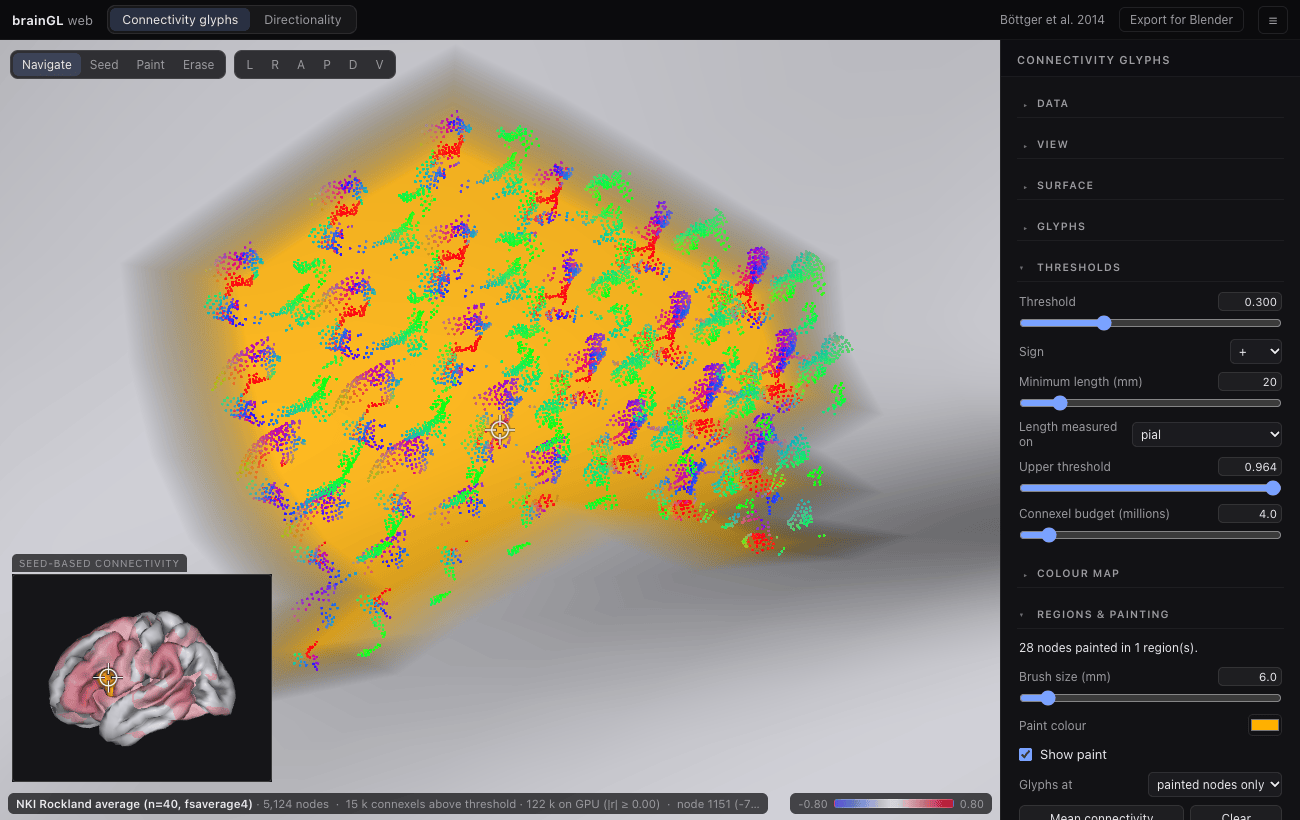 brainGL web Connectivity glyphs Directionality Böttger et al. 2014 Export for Blender ≡
Navigate Seed Paint Erase L R A P D V
CONNECTIVITY GLYPHS
DATA
VIEW
SURFACE
GLYPHS
THRESHOLDS
Threshold 0.300
Sign +
Minimum length (mm) 20
Length measured on pial
Upper threshold 0.964
Connexel budget (millions) 4.0
COLOUR MAP
REGIONS & PAINTING
28 nodes painted in 1 region(s).
Brush size (mm) 6.0
Paint colour
Show paint
Glyphs at painted nodes only
Mean connectivity Clear
SEED-BASED CONNECTIVITY
NKI Rockland average (n=40, fsaverage4) · 5,124 nodes · 15 k connexels above threshold · 122 k on GPU (|r| ≥ 0.00) · node 1151 (-7...
-0.80 0.80